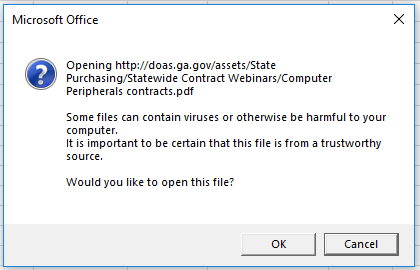 Microsoft Office
Opening http://doas.ga.gov/assets/State
Purchasing/Statewide Contract Webinars/Computer
Peripherals contracts.pdf
Some files can contain viruses or otherwise be harmful to your
computer.
It is important to be certain that this file is from a trustworthy
source.
Would you like to open this file?
OK
Cancel